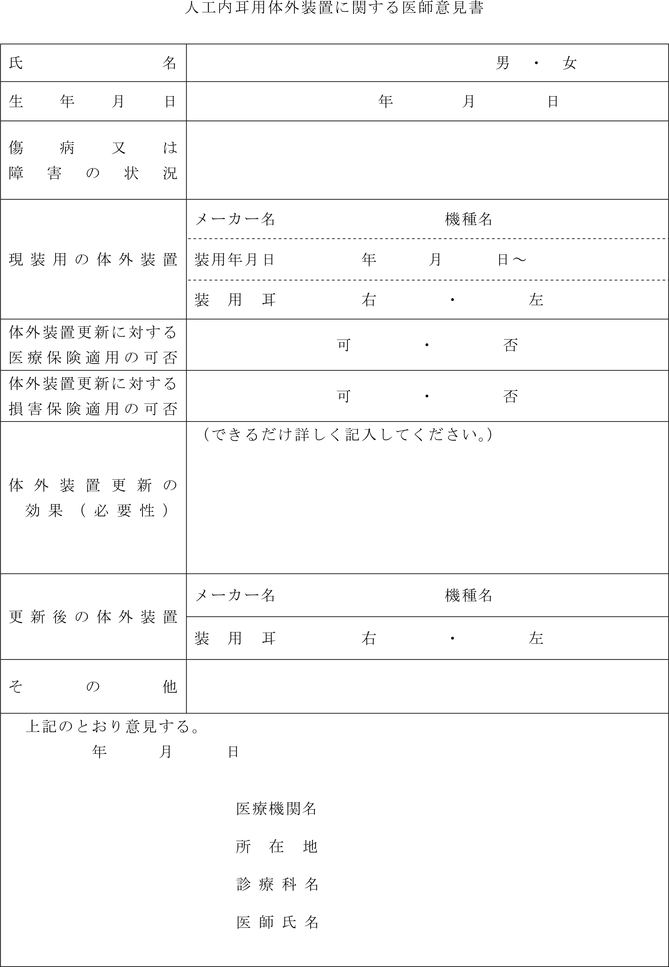 人工内耳用体外装置に関する医師意見書
氏名 男・女
生年月日 年 月 日
傷病又は
障害の状況
現装用の体外装置
メーカー名 機種名
装用年月日 年 月 日～
装用耳 右・左
体外装置更新に対する
医療保険適用の可否
可・否
体外装置更新に対する
損害保険適用の可否
可・否
体外装置更新の
効果(必要性)
(できるだけ詳しく記入してください。)
更新後の体外装置
メーカー名 機種名
装用耳 右・左
その他
上記のとおり意見する。
年 月 日
医療機関名
所在地
診療科名
医師氏名